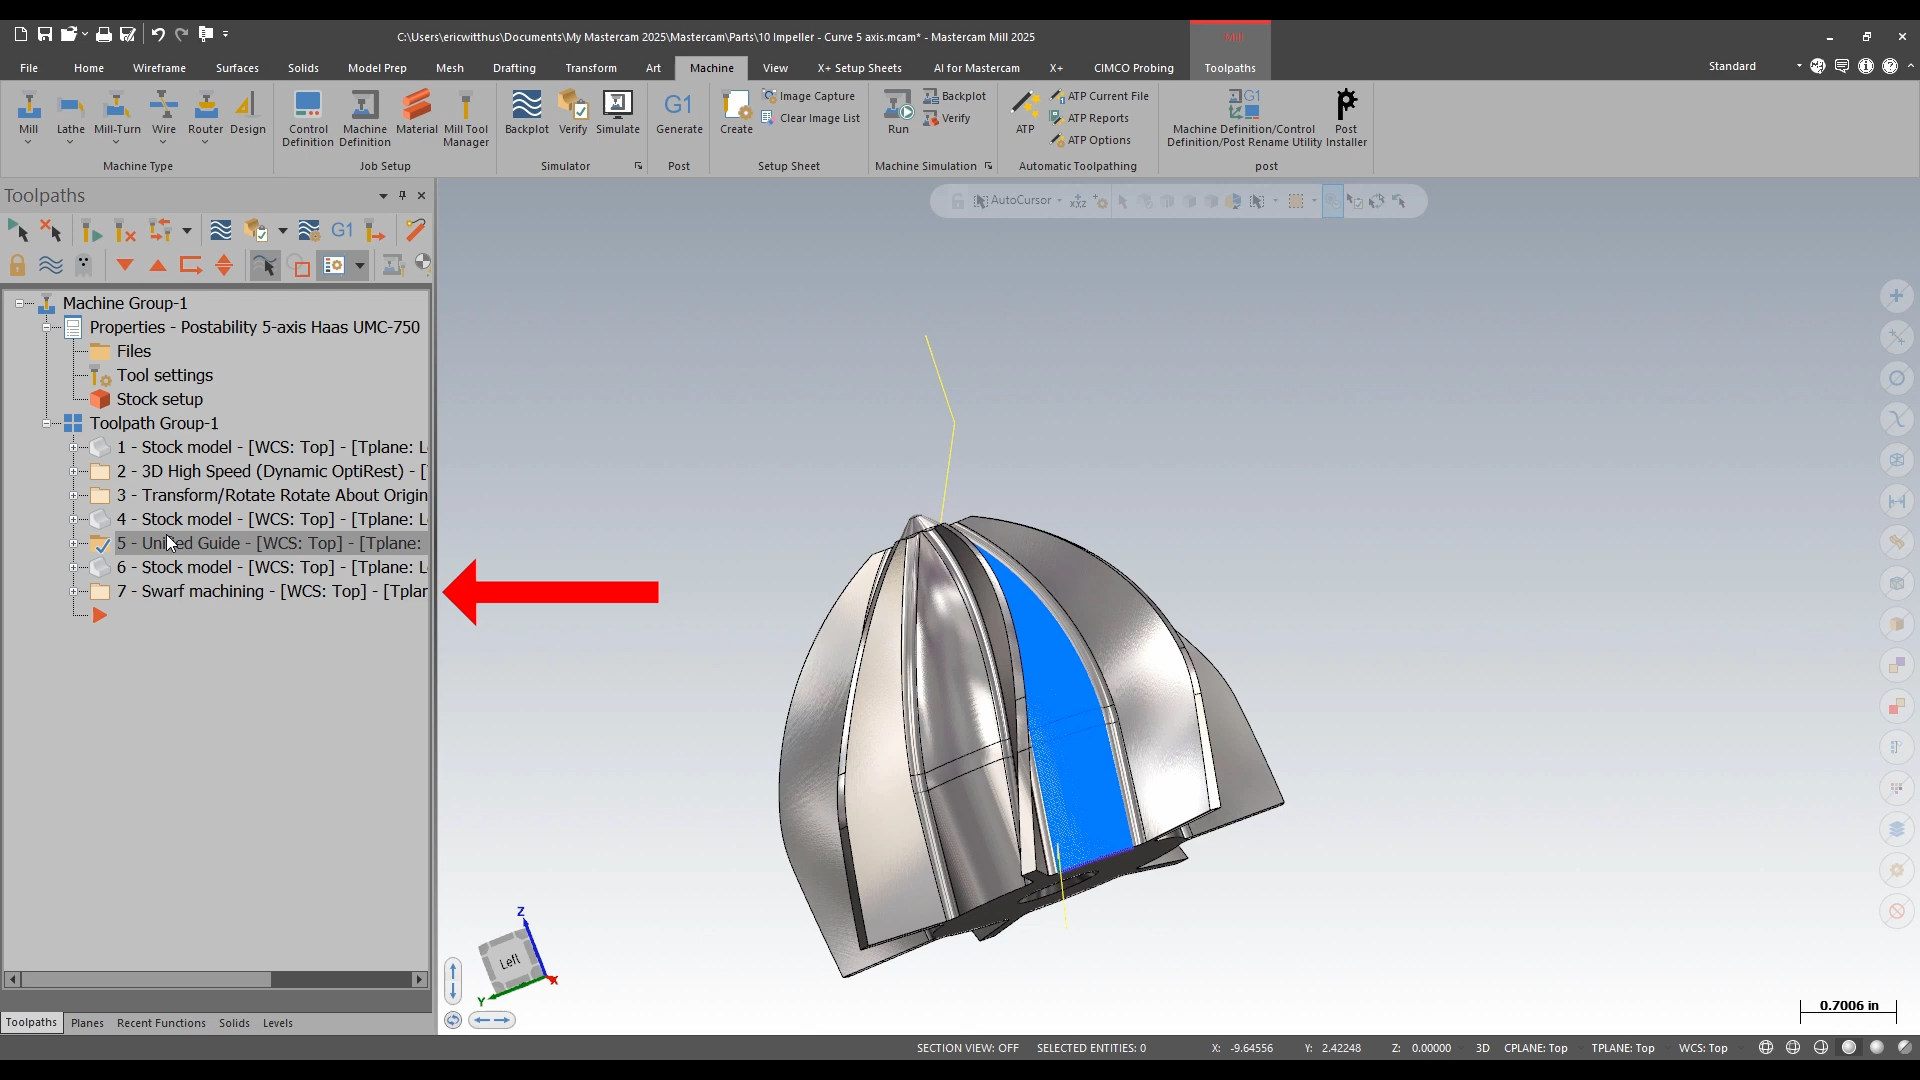 C:\Users\ericwitthus\Documents\My Mastercam 2025\Mastercam\Parts\10 Impeller - Curve 5 axis.mcam* - Mastercam Mill 2025
Mill
File Home Wireframe Surfaces Solids Model Prep Mesh Drafting Transform Art Machine View X+ Setup Sheets AI for Mastercam X+ CIMCO Probing Toolpaths
Standard
Mill Lathe Mill-Turn Wire Router Design
Machine Type
Control Definition
Machine Definition
Material
Mill Tool Manager
Job Setup
Backplot Verify Simulate
Simulator
G1
Generate
Post
Create
Image Capture
Clear Image List
Setup Sheet
Run
Backplot
Verify
Machine Simulation
ATP
ATP Current File
ATP Reports
ATP Options
Automatic Toolpathing
Machine Definition/Control
Definition/Post Rename Utility
Post
Installer
post
Toolpaths
G1
AutoCursor
Machine Group-1
Properties - Postability 5-axis Haas UMC-750
Files
Tool settings
Stock setup
Toolpath Group-1
1 - Stock model - [WCS: Top] - [Tplane: L
2 - 3D High Speed (Dynamic OptiRest) - [
3 - Transform/Rotate Rotate About Origin
4 - Stock model - [WCS: Top] - [Tplane: L
5 - Unified Guide - [WCS: Top] - [Tplane:
6 - Stock model - [WCS: Top] - [Tplane: L
7 - Swarf machining - [WCS: Top] - [Tplan
Z
Left
X
Y
0.7006 in
Toolpaths Planes Recent Functions Solids Levels
SECTION VIEW: OFF SELECTED ENTITIES: 0 X: -9.64556 Y: 2.42248 Z: 0.00000 3D CPLANE: Top TPLANE: Top WCS: Top